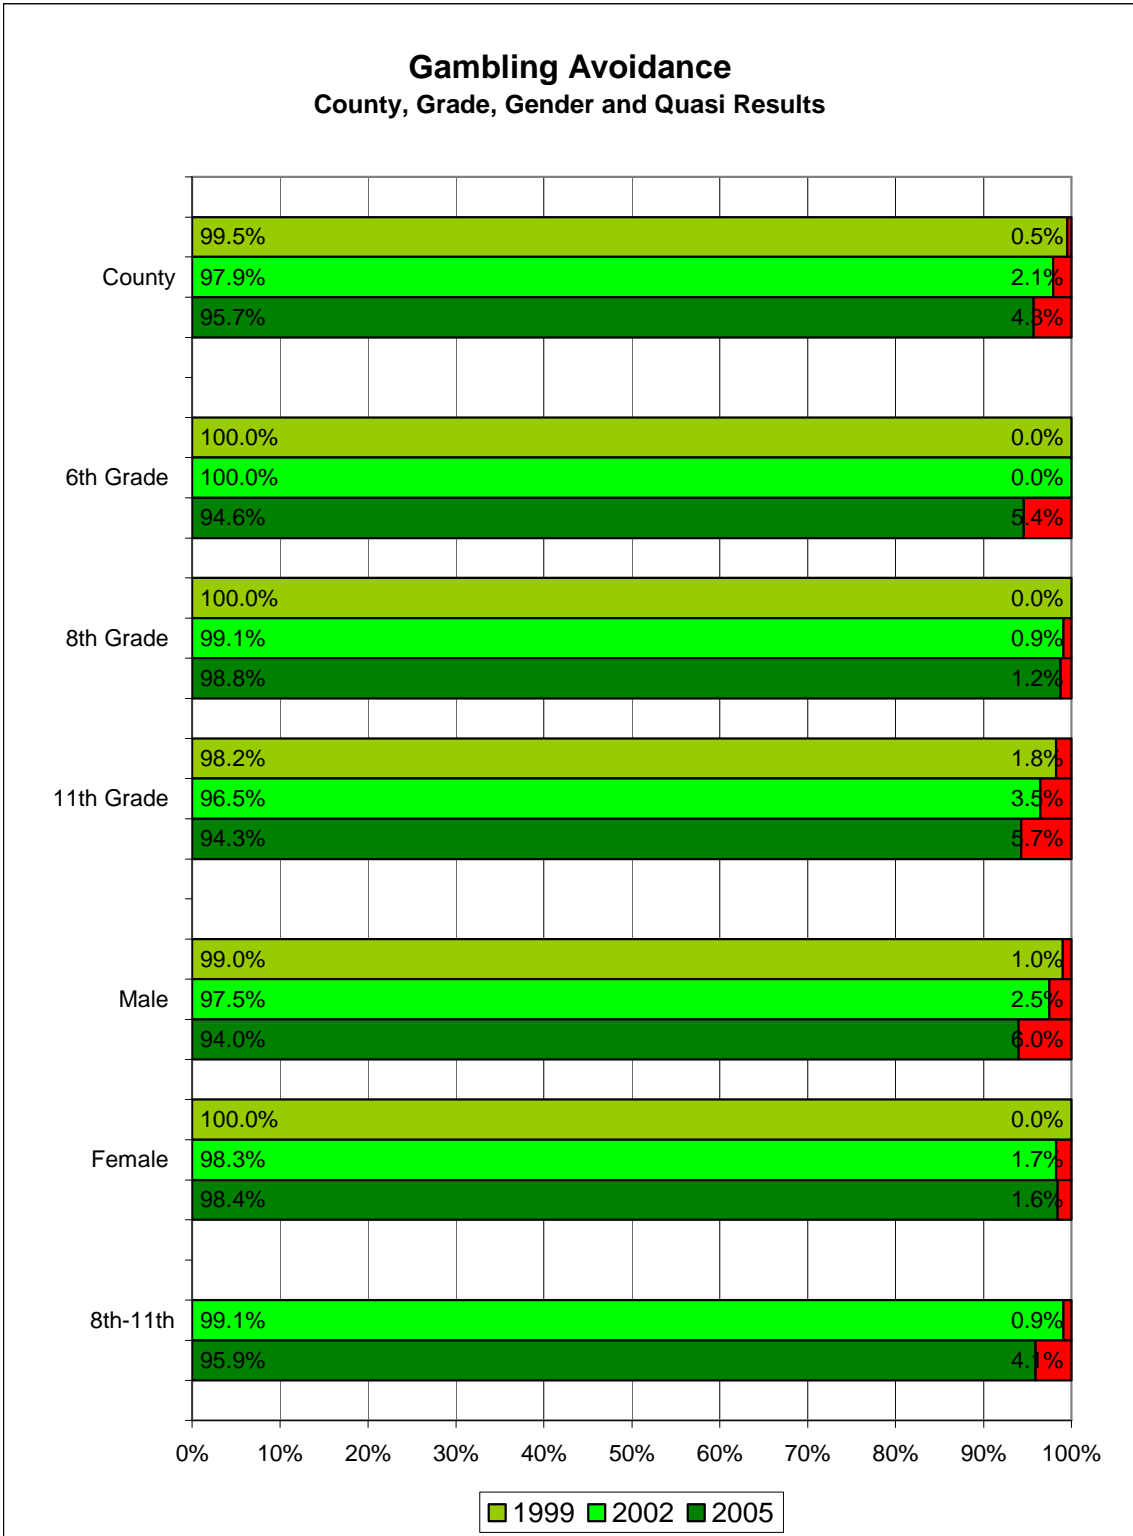 Gambling Avoidance
County, Grade, Gender and Quasi Results
99.5% 0.5%
County 97.9% 2.1%
95.7% 4.3%
100.0% 0.0%
6th Grade 100.0% 0.0%
94.6% 5.4%
100.0% 0.0%
8th Grade 99.1% 0.9%
98.8% 1.2%
98.2% 1.8%
11th Grade 96.5% 3.5%
94.3% 5.7%
99.0% 1.0%
Male 97.5% 2.5%
94.0% 6.0%
100.0% 0.0%
Female 98.3% 1.7%
98.4% 1.6%
8th-11th 99.1% 0.9%
95.9% 4.1%
0% 10% 20% 30% 40% 50% 60% 70% 80% 90% 100%
1999 2002 2005